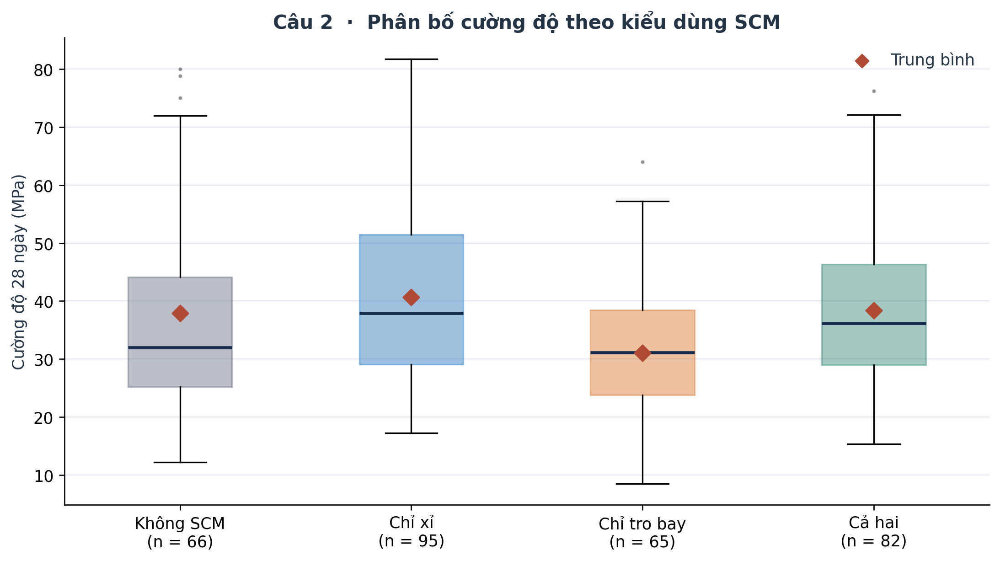 Câu 2 · Phân bố cường độ theo kiểu dùng SCM
Trung bình
Cường độ 28 ngày (MPa)
80
70
60
50
40
30
20
10
Không SCM
(n = 66)
Chỉ xỉ
(n = 95)
Chỉ tro bay
(n = 65)
Cả hai
(n = 82)